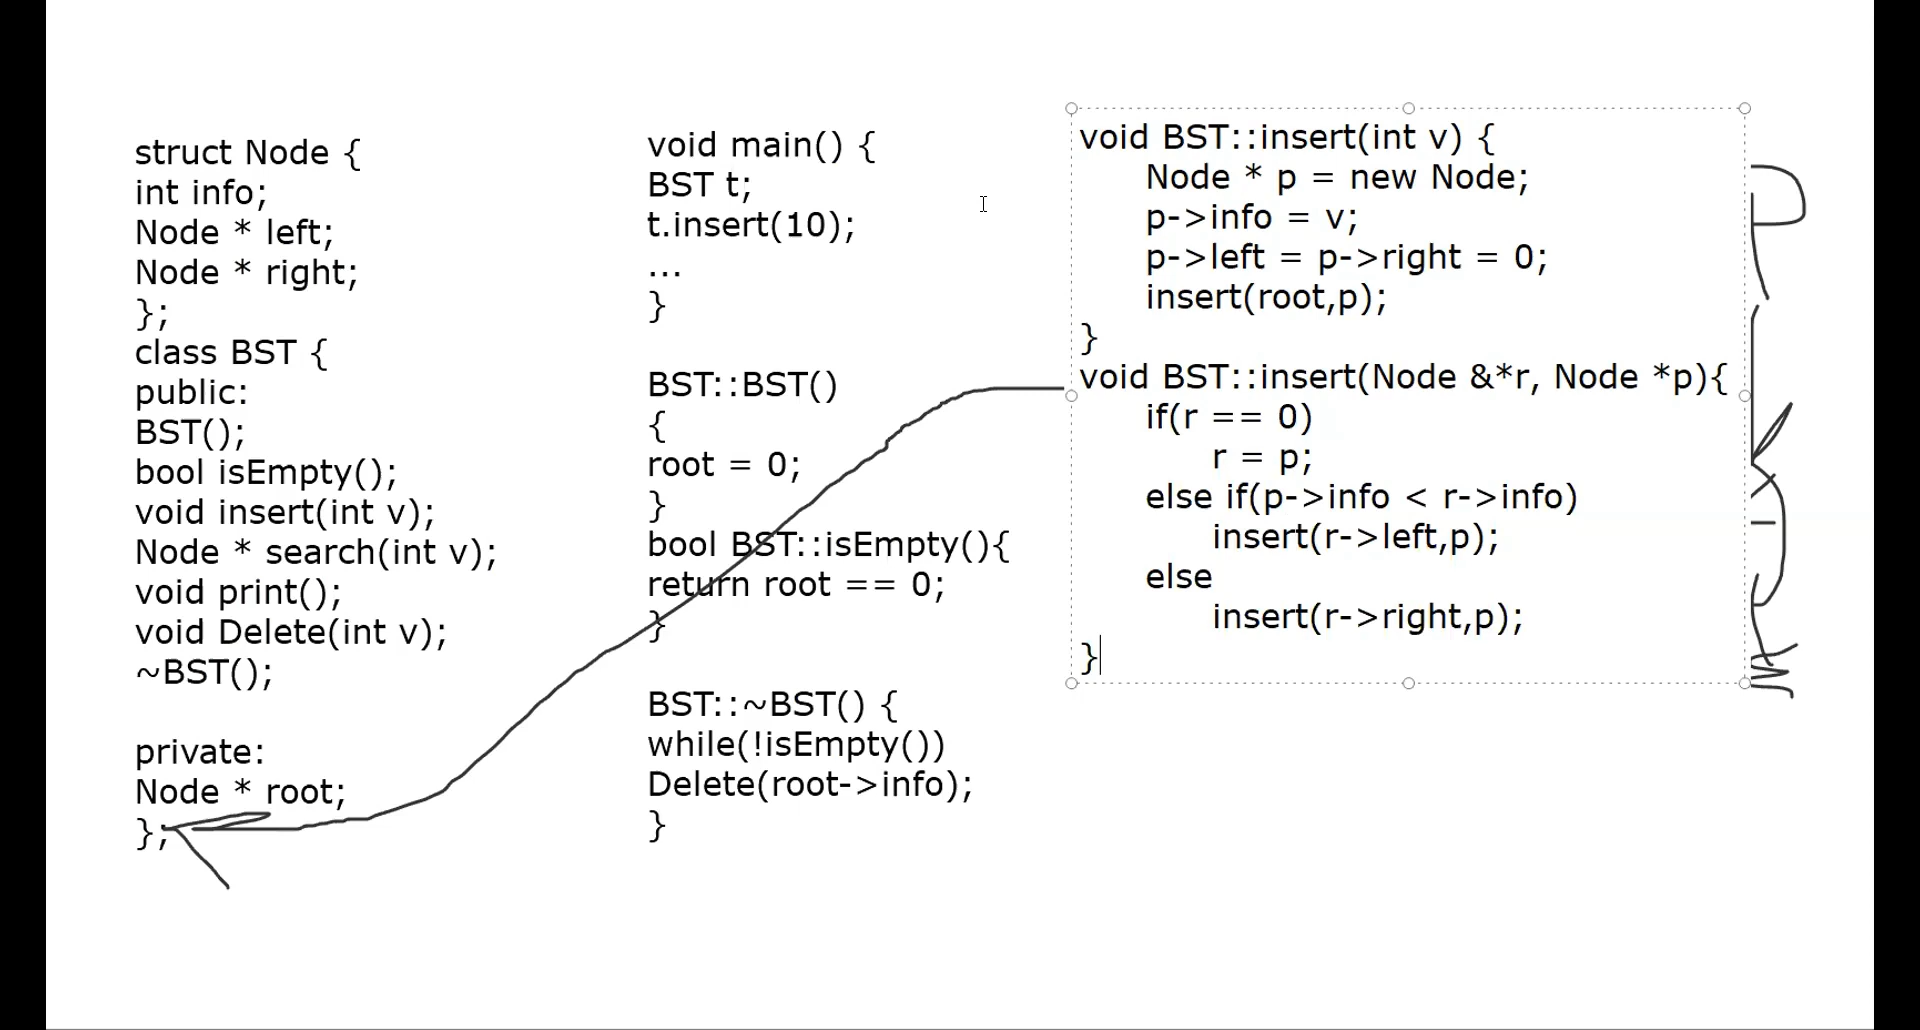 struct Node {
int info;
Node * left;
Node * right;
};
class BST {
public:
BST();
bool isEmpty();
void insert(int v);
Node * search(int v);
void print();
void Delete(int v);
~BST();
private:
Node * root;
};
void main() {
BST t;
t.insert(10);
...
}
BST::BST()
{
root = 0;
}
bool BST::isEmpty(){
return root == 0;
}
BST::~BST() {
while(!isEmpty())
Delete(root->info);
}
void BST::insert(int v) {
Node * p = new Node;
p->info = v;
p->left = p->right = 0;
insert(root,p);
}
void BST::insert(Node &*r, Node *p){
if(r == 0)
r = p;
else if(p->info < r->info)
insert(r->left,p);
else
insert(r->right,p);
}